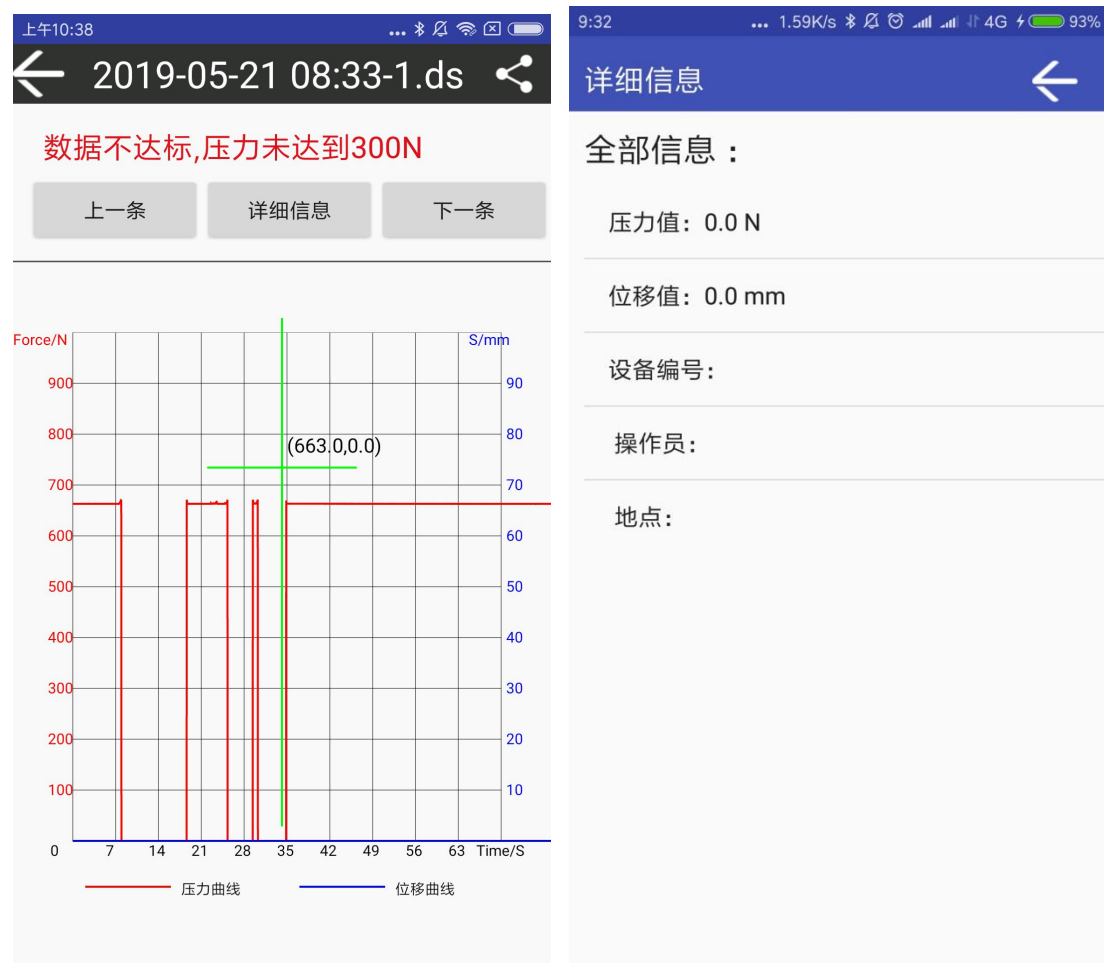 上午10:38
2019-05-21 08:33-1.ds
数据不达标,压力未达到300N
上一条 详细信息 下一条
Force/N S/mm
900 90
800 80
(663.0,0.0)
700 70
600 60
500 50
400 40
300 30
200 20
100 10
0 7 14 21 28 35 42 49 56 63 Time/S
压力曲线 位移曲线
9:32 ... 1.59K/s 4G 93%
详细信息
全部信息：
压力值：0.0 N
位移值：0.0 mm
设备编号：
操作员：
地点：